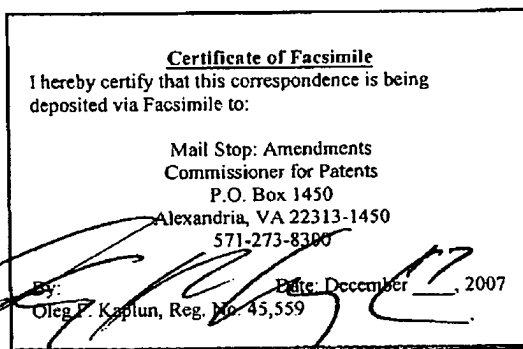 Certificate of Facsimile
I hereby certify that this correspondence is being
deposited via Facsimile to:
Mail Stop: Amendments
Commissioner for Patents
P.O. Box 1450
Alexandria, VA 22313-1450
571-273-8300
By: Date: December ____, 2007
Oleg F. Kaplun, Reg. No. 45,559